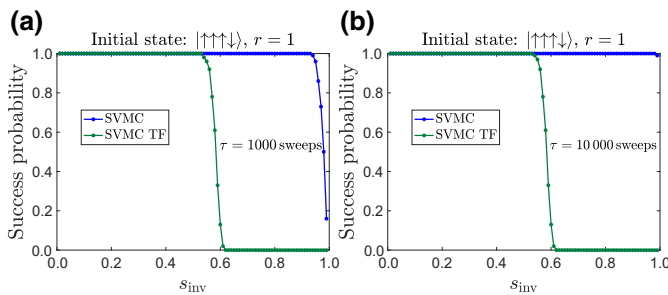 (a)
Initial state: |↑↑↑↓⟩, r = 1
Success probability
1.0
0.8
0.6
0.4
0.2
0.0
SVMC
SVMC TF
τ = 1000 sweeps
0.0 0.2 0.4 0.6 0.8 1.0
s_inv
(b)
Initial state: |↑↑↑↓⟩, r = 1
Success probability
1.0
0.8
0.6
0.4
0.2
0.0
SVMC
SVMC TF
τ = 10 000 sweeps
0.0 0.2 0.4 0.6 0.8 1.0
s_inv